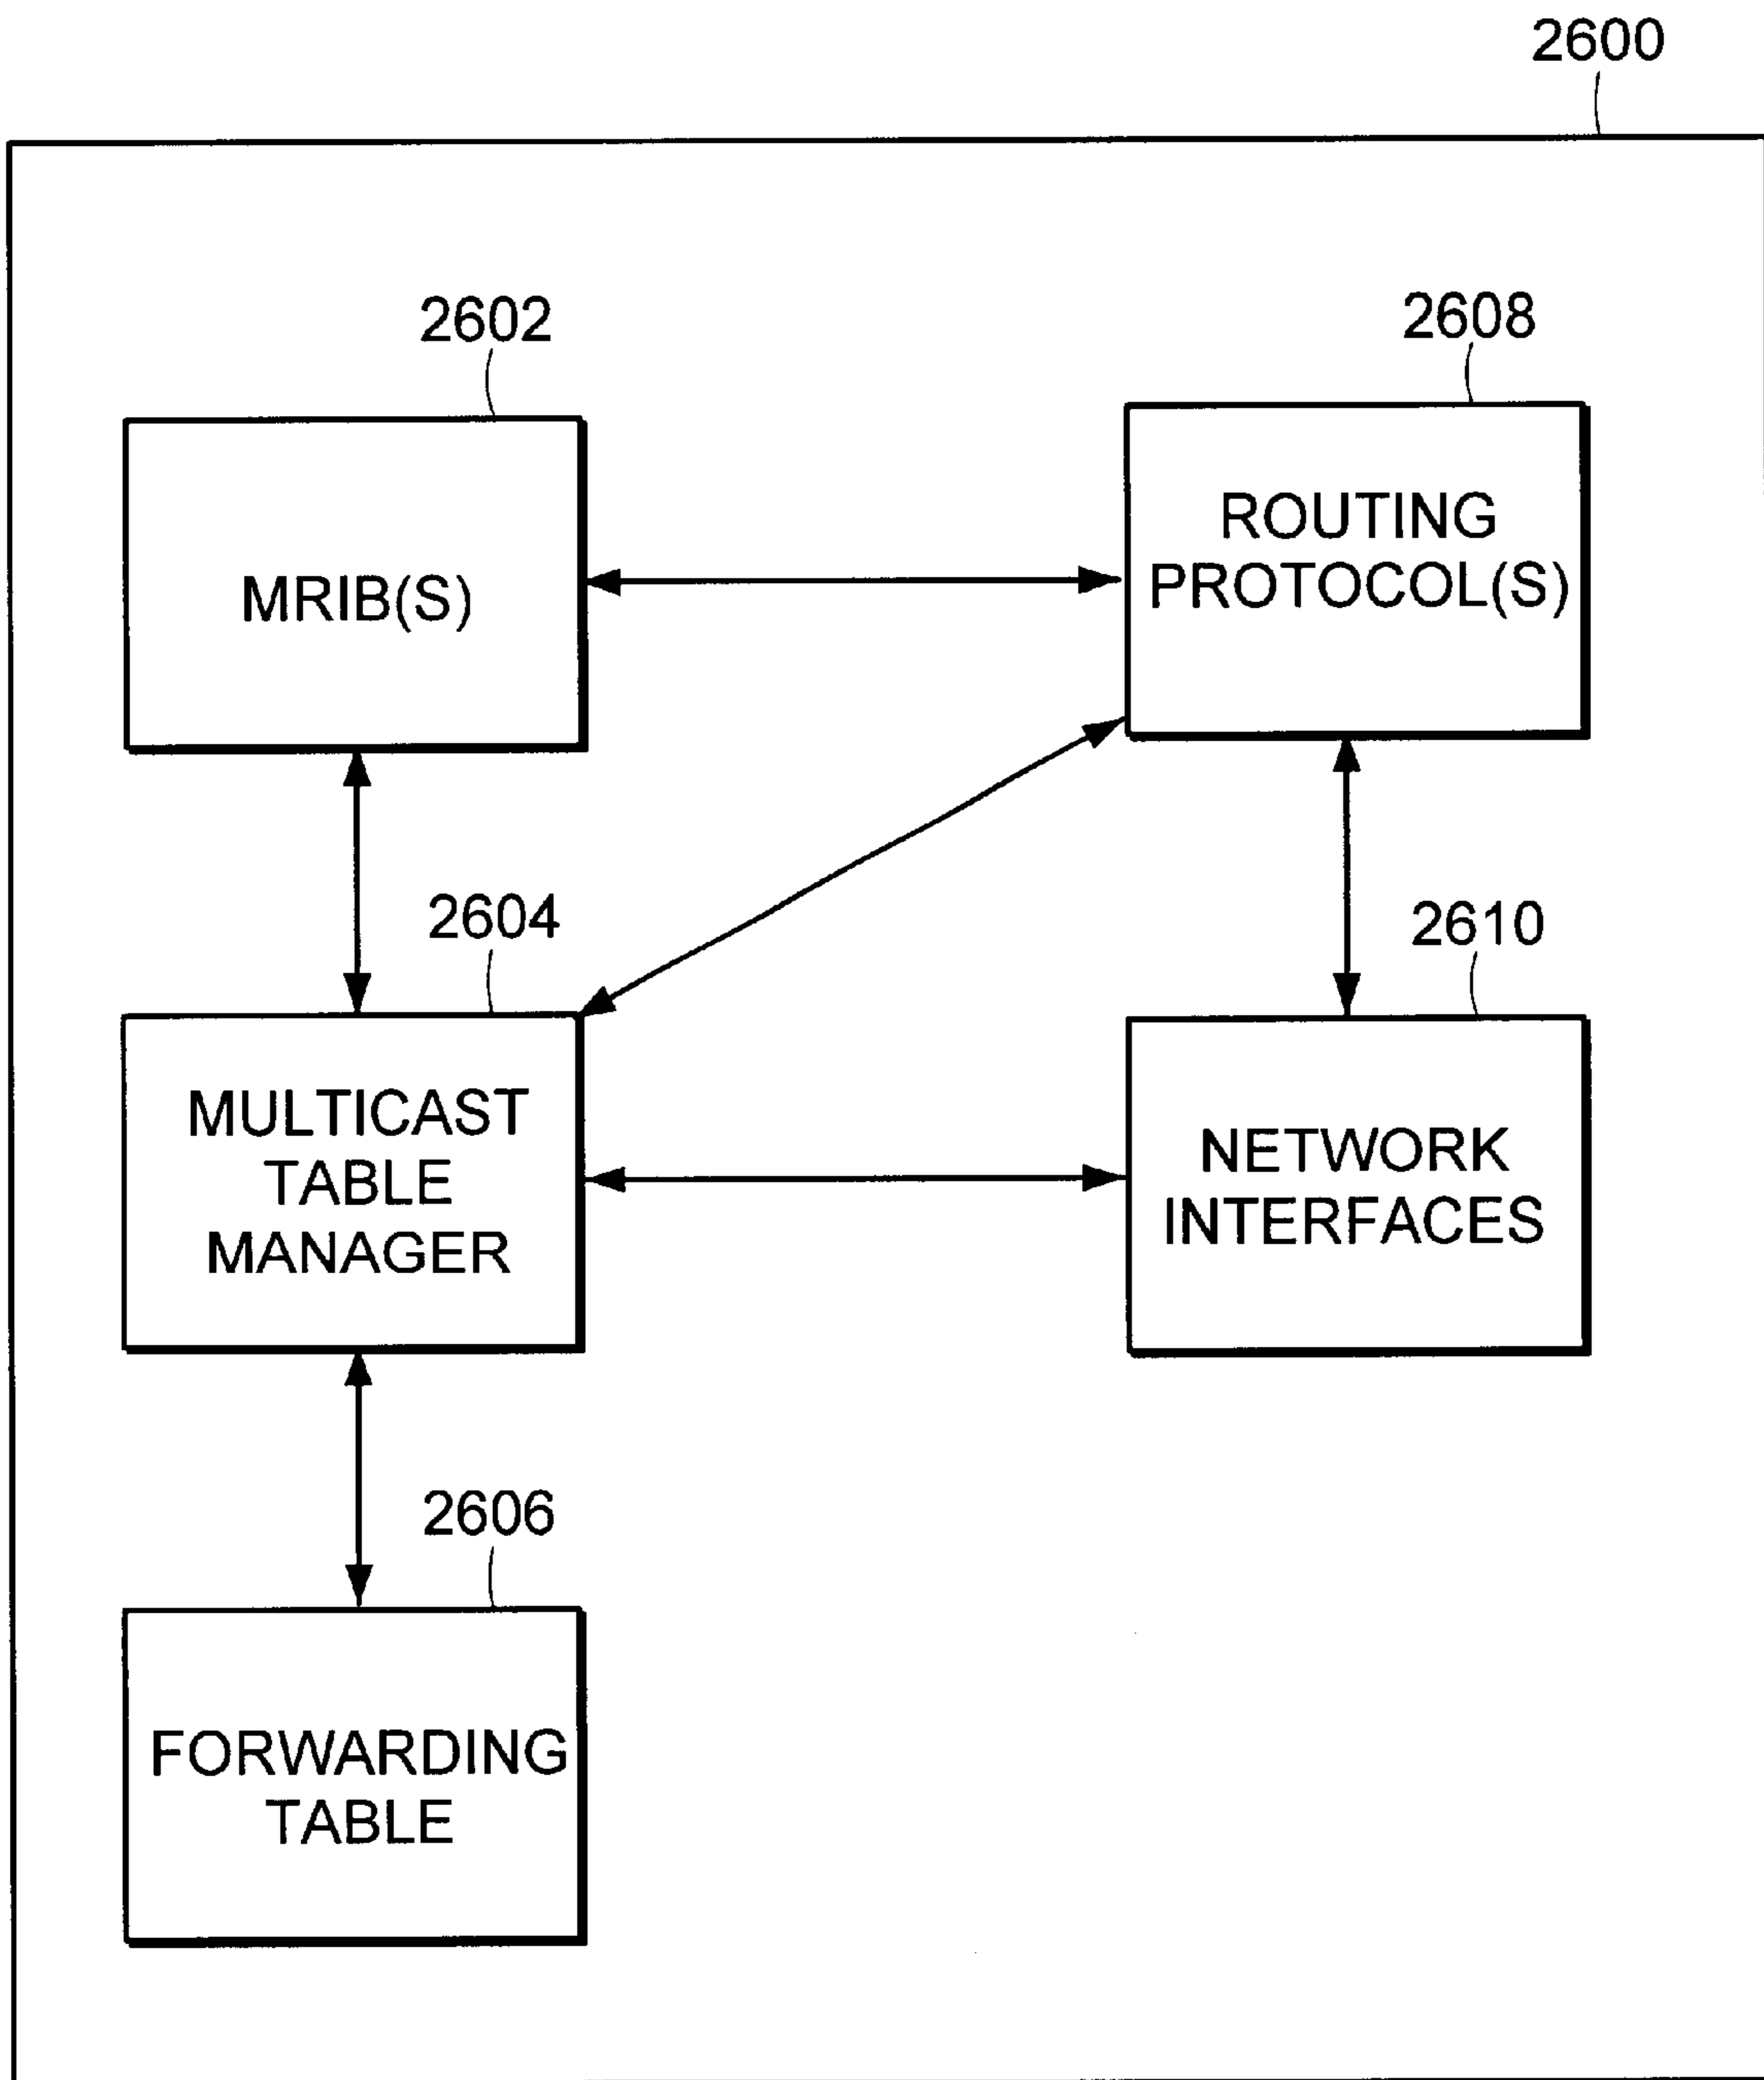 2600
2602
2608
MRIB(S)
ROUTING
PROTOCOL(S)
2604
2610
MULTICAST
TABLE
MANAGER
NETWORK
INTERFACES
2606
FORWARDING
TABLE